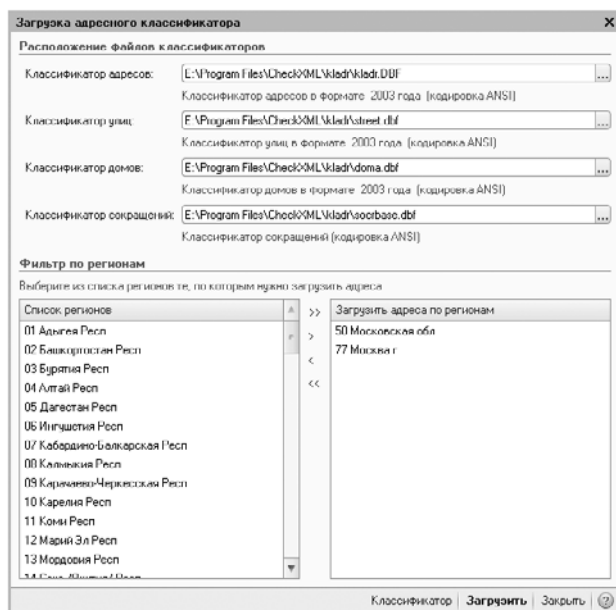 Загрузка адресного классификатора
Расположение файлов классификаторов
Классификатор адресов: E:\Program Files\CheckXML\kladr\kladr.DBF ...
Классификатор адресов в формате 2003 года (кодировка ANSI)
Классификатор улиц: E:\Program Files\CheckXML\kladr\street.dbf ...
Классификатор улиц в формате 2003 года (кодировка ANSI)
Классификатор домов: E:\Program Files\CheckXML\kladr\doma.dbf ...
Классификатор домов в формате 2003 года (кодировка ANSI)
Классификатор сокращений: E:\Program Files\CheckXML\kladr\socrbase.dbf ...
Классификатор сокращений (кодировка ANSI)
Фильтр по регионам
Выберите из списка регионов те, по которым нужно загрузить адреса
Список регионов
01 Адыгея Респ
02 Башкортостан Респ
03 Бурятия Респ
04 Алтай Респ
05 Дагестан Респ
06 Ингушетия Респ
07 Кабардино-Балкарская Респ
08 Калмыкия Респ
09 Карачаево-Черкесская Респ
10 Карелия Респ
11 Коми Респ
12 Марий Эл Респ
13 Мордовия Респ
14 Саха /Якутия/ Респ
>>
>
<
<<
Загрузить адреса по регионам
50 Московская обл
77 Москва г
Классификатор Загрузить Закрыть ?